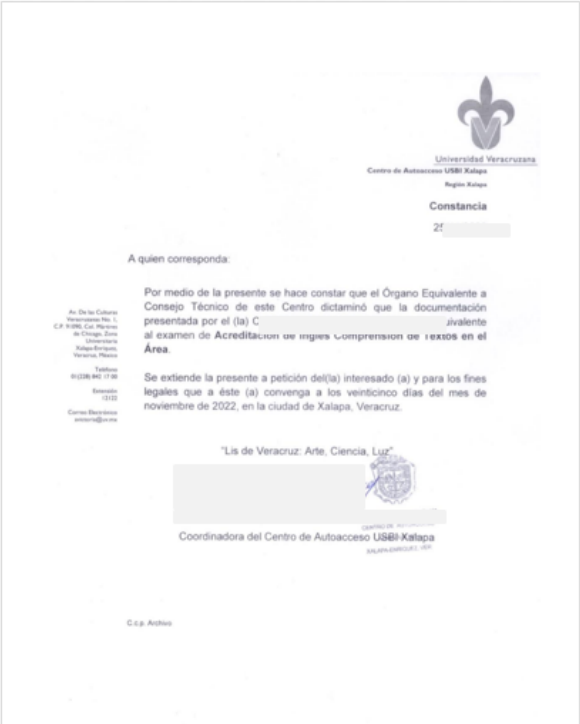 Universidad Veracruzana
Centro de Autoacceso USBI Xalapa
Región Xalapa
Constancia
25
A quien corresponda:
Por medio de la presente se hace constar que el Órgano Equivalente a
Consejo Técnico de este Centro dictaminó que la documentación
presentada por el (la) C
al examen de Acreditación de Inglés Comprensión de Textos en el
Área.
Se extiende la presente a petición del(la) interesado (a) y para los fines
legales que a éste (a) convenga a los veinticinco días del mes de
noviembre de 2022, en la ciudad de Xalapa, Veracruz.
Av. De las Culturas
Veracruzanas No. 1,
Zona
Universitaria
Xalapa-Enríquez,
Veracruz, México
Teléfono
Extensión
Correo Electrónico
"Lis de Veracruz: Arte, Ciencia, Luz"
CENTRO DE
Coordinadora del Centro de Autoacceso USBI-Xalapa
XALAPA-ENRIQUEZ, VER
C.c.p. Archivo